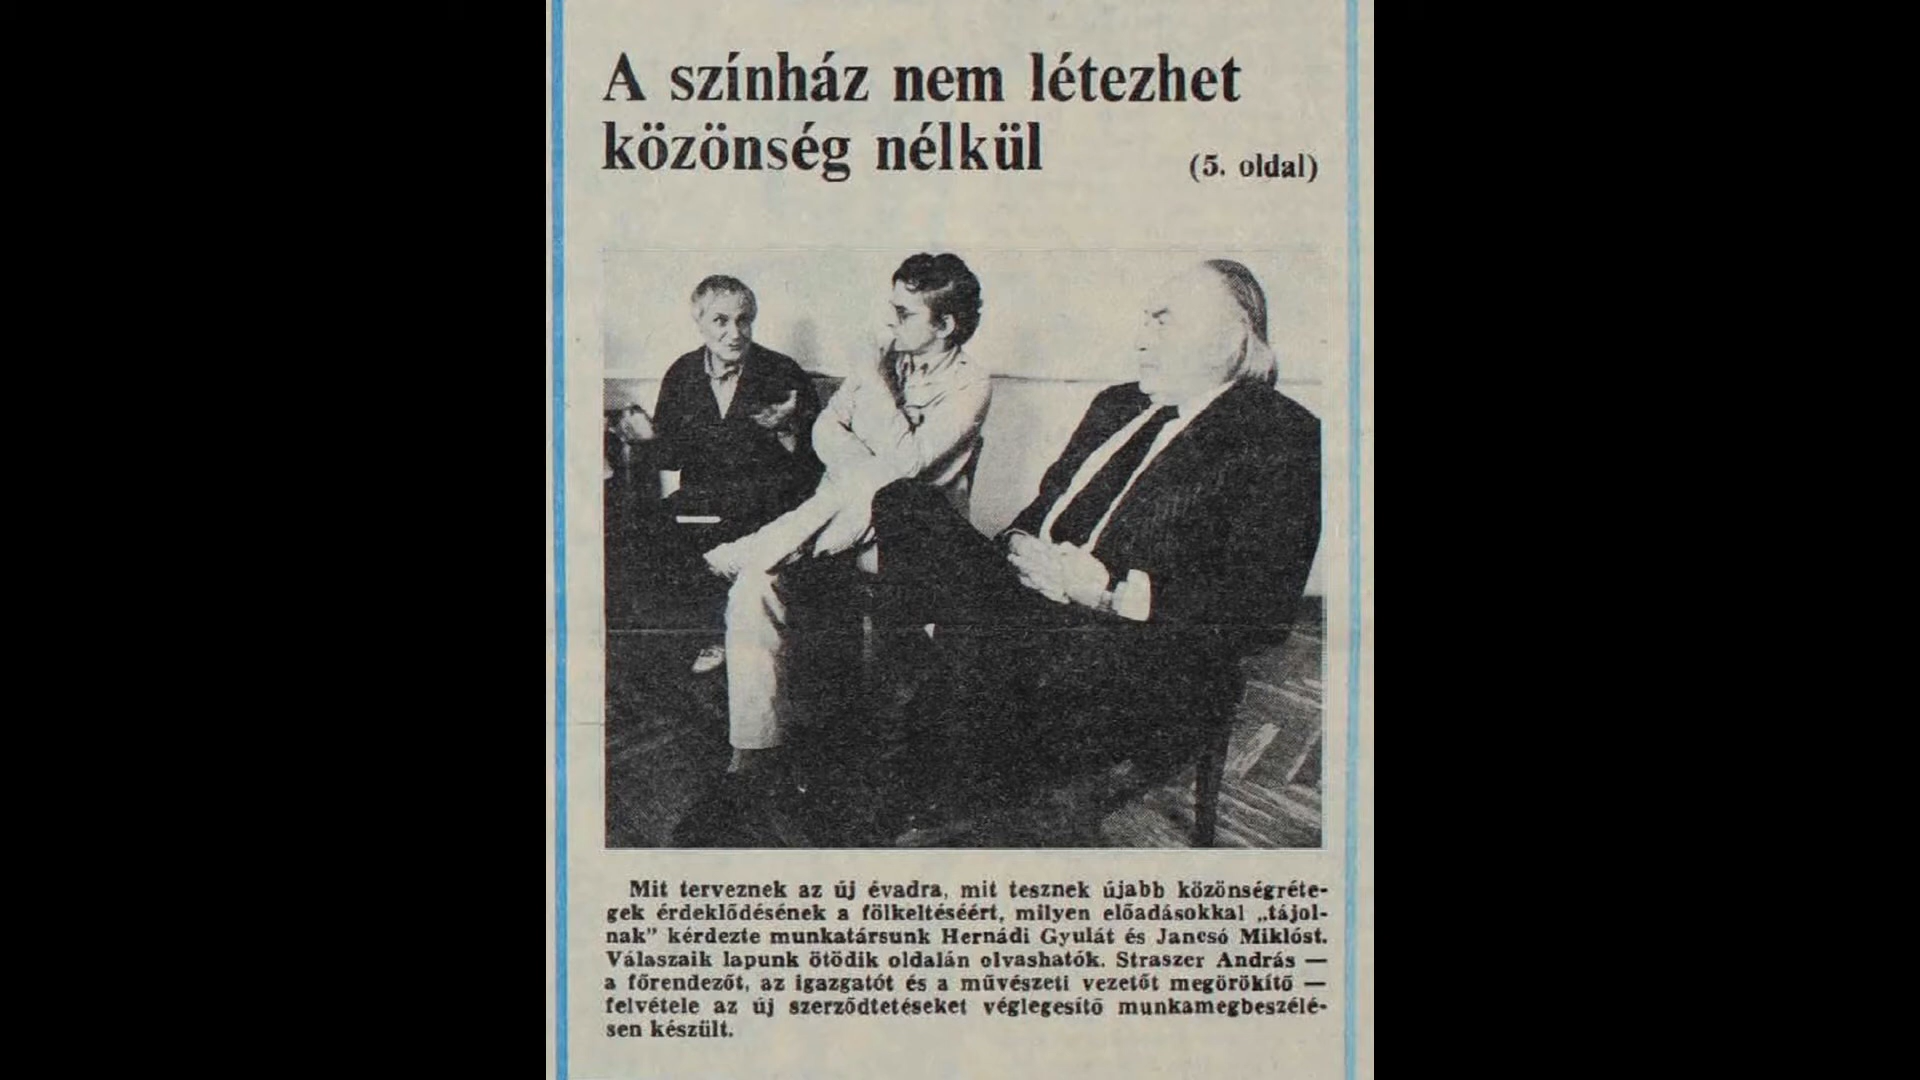 A színház nem létezhet
közönség nélkül
(5. oldal)
Mit terveznek az új évadra, mit tesznek újabb közönségréte-
gek érdeklődésének a fölkeltéséért, milyen előadásokkal „tájol-
nak” kérdezte munkatársunk Hernádi Gyulát és Jancsó Miklóst.
Válaszaik lapunk ötödik oldalán olvashatók. Straszer András —
a főrendezőt, az igazgatót és a művészeti vezetőt megörökítő —
felvétele az új szerződtetéseket véglegesítő munkamegbeszélé-
sen készült.